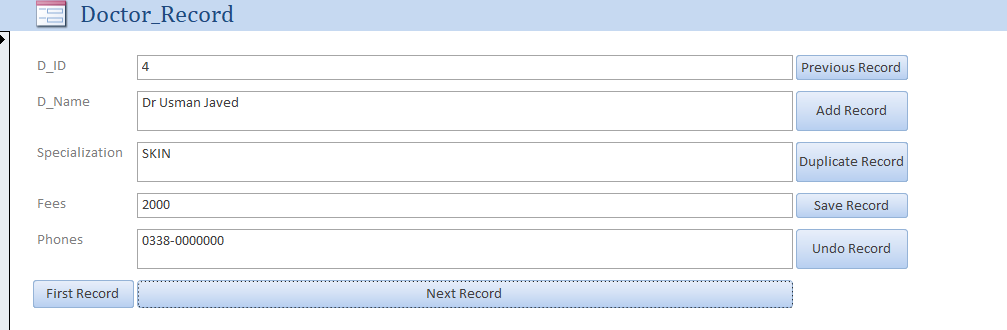 Doctor_Record
D_ID 4 Previous Record
D_Name Dr Usman Javed Add Record
Specialization SKIN Duplicate Record
Fees 2000 Save Record
Phones 0338-0000000 Undo Record
First Record Next Record